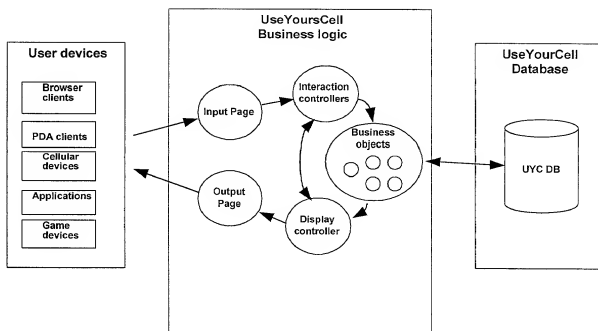 UseYoursCell
Business logic
User devices
Browser
clients
PDA clients
Cellular
devices
Applications
Game
devices
Input Page
Interaction
controllers
Business
objects
Output
Page
Display
controller
UseYourCell
Database
UYC DB